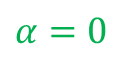 α = 0